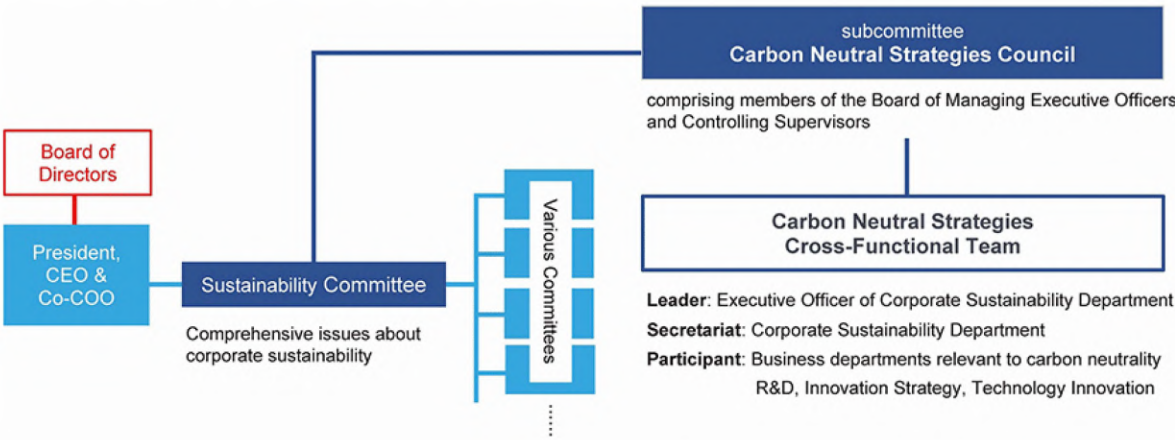 subcommittee
Carbon Neutral Strategies Council
comprising members of the Board of Managing Executive Officers
and Controlling Supervisors
Board of
Directors
President,
CEO &
Co-COO
Sustainability Committee
Comprehensive issues about
corporate sustainability
Various Committees
Carbon Neutral Strategies
Cross-Functional Team
Leader: Executive Officer of Corporate Sustainability Department
Secretariat: Corporate Sustainability Department
Participant: Business departments relevant to carbon neutrality
R&D, Innovation Strategy, Technology Innovation